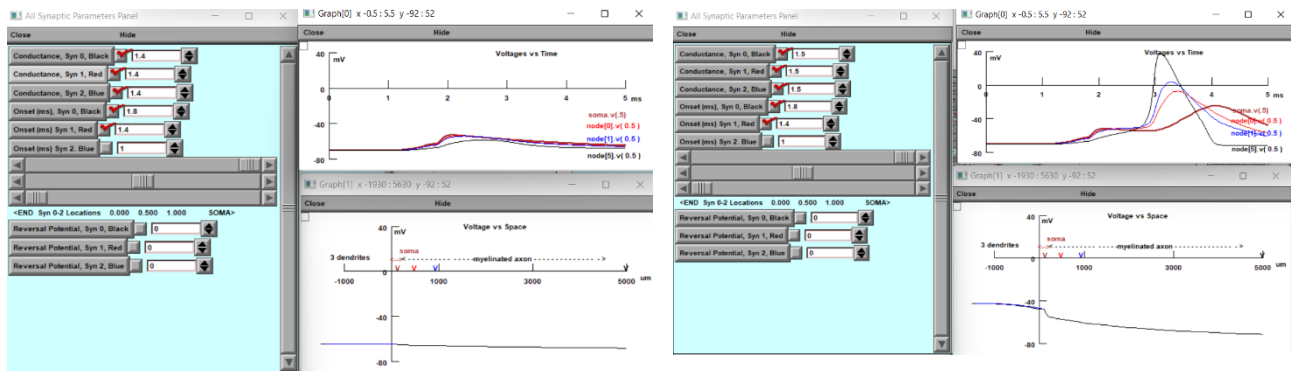 All Synaptic Parameters Panel
Close Hide
Conductance, Syn 0, Black 1.4
Conductance, Syn 1, Red 1.4
Conductance, Syn 2, Blue 1.4
Onset (ms), Syn 0, Black 1.8
Onset (ms) Syn 1, Red 1.4
Onset (ms) Syn 2. Blue 1
<END Syn 0-2 Locations 0.000 0.500 1.000 SOMA>
Reversal Potential, Syn 0, Black 0
Reversal Potential, Syn 1, Red 0
Reversal Potential, Syn 2, Blue 0
Graph[0] x -0.5 : 5.5 y -92 : 52
Close Hide
Voltages vs Time
40
mV
0
1 2 3 4 5
ms
-40
-80
soma.v(.5)
node[0].v( 0.5 )
node[1].v( 0.5 )
node[5].v( 0.5 )
Graph[1] x -1930 : 5630 y -92 : 52
Close Hide
Voltage vs Space
40
mV
soma
3 dendrites
myelinated axon
0
um
-1000 1000 3000 5000
-40
-80
All Synaptic Parameters Panel
Close Hide
Conductance, Syn 0, Black 1.5
Conductance, Syn 1, Red 1.5
Conductance, Syn 2, Blue 1.5
Onset (ms), Syn 0, Black 1.8
Onset (ms) Syn 1, Red 1.4
Onset (ms) Syn 2. Blue 1
<END Syn 0-2 Locations 0.000 0.500 1.000 SOMA>
Reversal Potential, Syn 0, Black 0
Reversal Potential, Syn 1, Red 0
Reversal Potential, Syn 2, Blue 0
Graph[0] x -0.5 : 5.5 y -92 : 52
Close Hide
Voltages vs Time
40
mV
0
1 2 3 4 5
ms
-40
-80
soma.v(.5)
node[0].v( 0.5 )
node[1].v( 0.5 )
node[5].v( 0.5 )
Graph[1] x -1930 : 5630 y -92 : 52
Close Hide
Voltage vs Space
40
mV
soma
3 dendrites
myelinated axon
0
um
-1000 1000 3000 5000
-40
-80